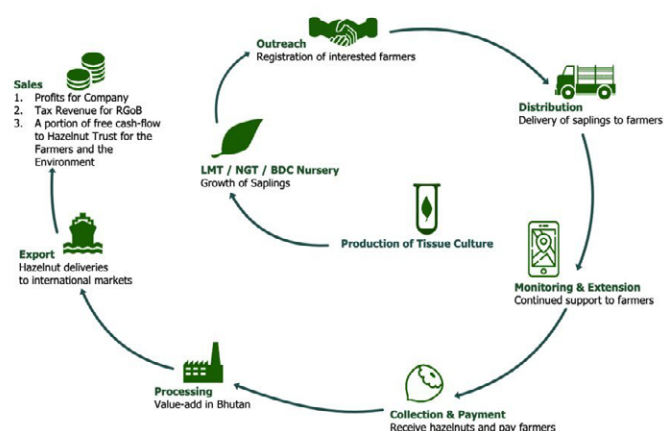 Outreach
Registration of interested farmers
Distribution
Delivery of saplings to farmers
Monitoring & Extension
Continued support to farmers
Collection & Payment
Receive hazelnuts and pay farmers
Processing
Value-add in Bhutan
Export
Hazelnut deliveries
to international markets
Sales
1. Profits for Company
2. Tax Revenue for RGoB
3. A portion of free cash-flow
to Hazelnut Trust for the
Farmers and the
Environment
LMT / NGT / BDC Nursery
Growth of Saplings
Production of Tissue Culture